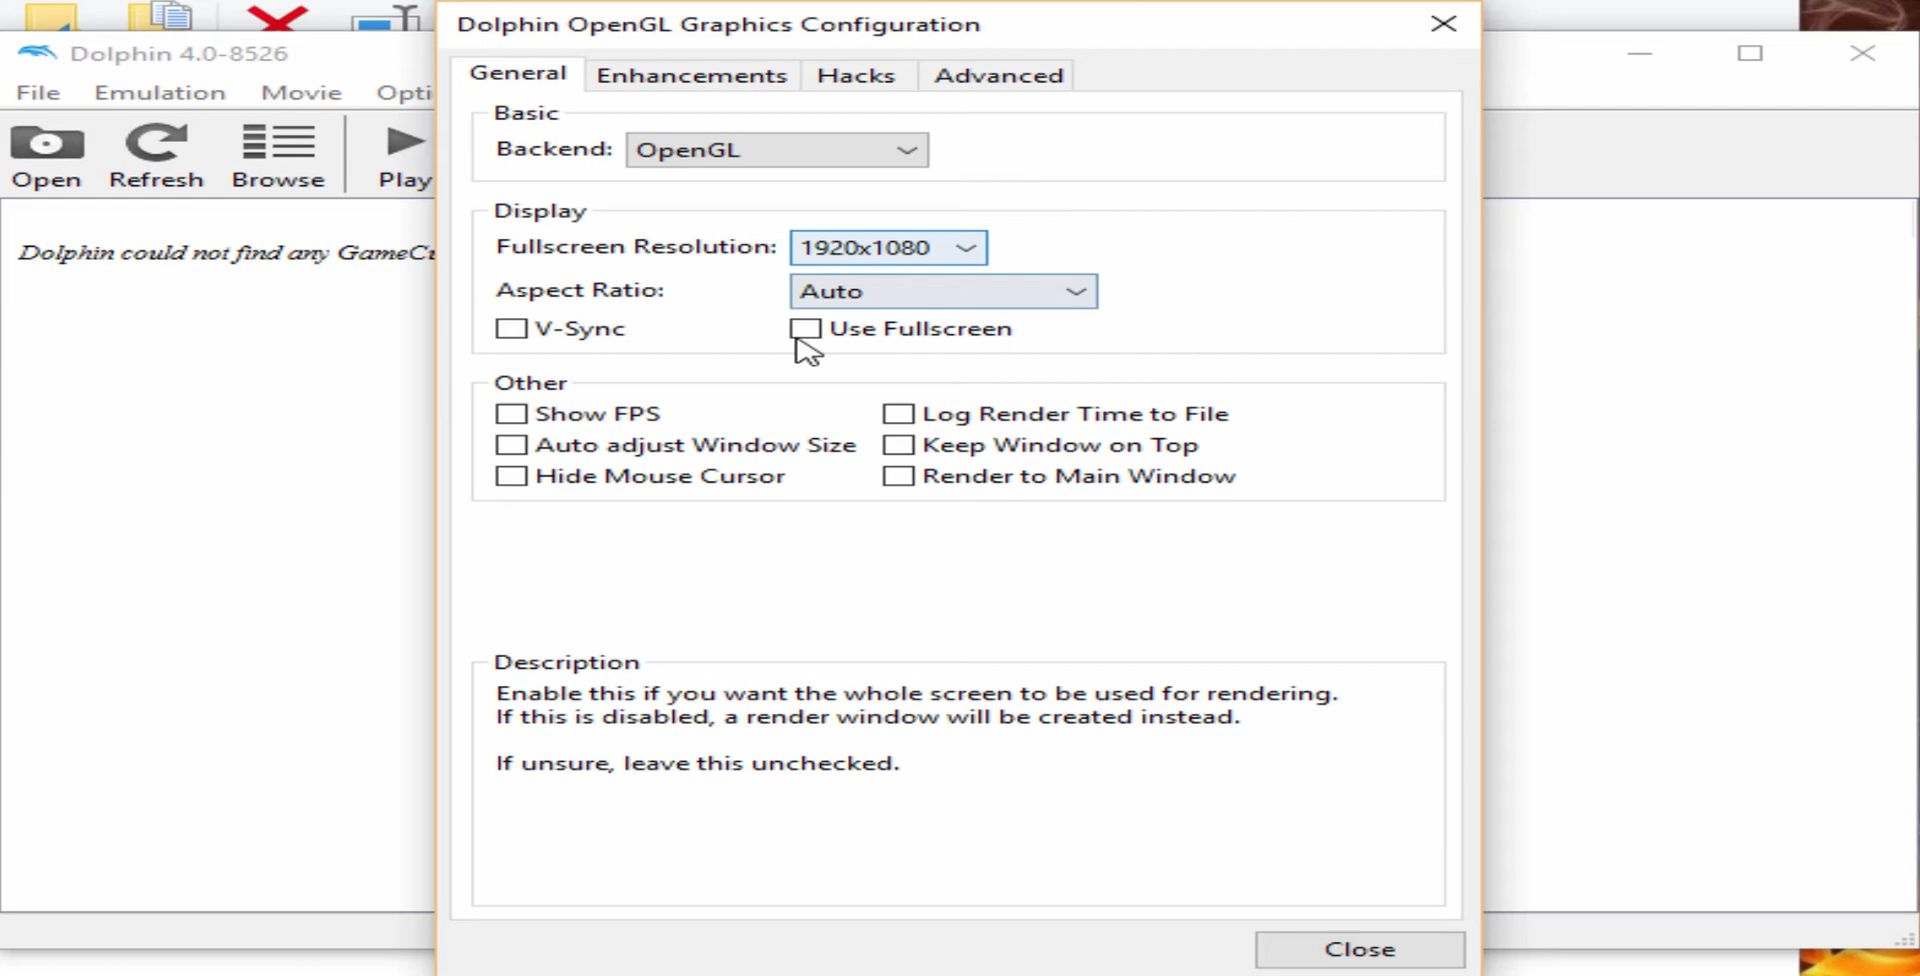 Dolphin OpenGL Graphics Configuration
Dolphin 4.0-8526
File Emulation Movie Opti
General Enhancements Hacks Advanced
Open Refresh Browse Play
Basic
Backend: OpenGL
Display
Fullscreen Resolution: 1920x1080
Dolphin could not find any GameCu
Aspect Ratio: Auto
V-Sync Use Fullscreen
Other
Show FPS Log Render Time to File
Auto adjust Window Size Keep Window on Top
Hide Mouse Cursor Render to Main Window
Description
Enable this if you want the whole screen to be used for rendering.
If this is disabled, a render window will be created instead.
If unsure, leave this unchecked.
Close